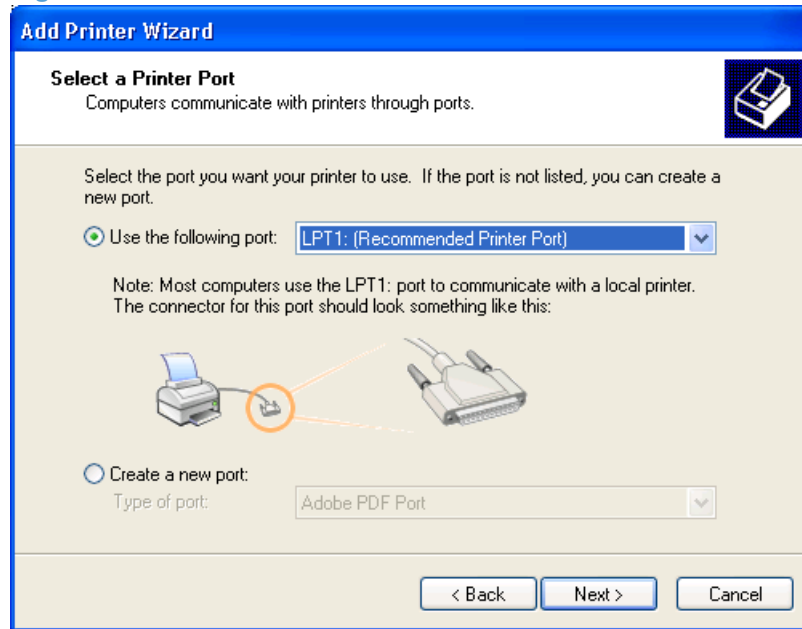 Add Printer Wizard
Select a Printer Port
Computers communicate with printers through ports.
Select the port you want your printer to use. If the port is not listed, you can create a
new port.
Use the following port:
LPT1: (Recommended Printer Port)
Note: Most computers use the LPT1: port to communicate with a local printer.
The connector for this port should look something like this:
Create a new port:
Type of port:
Adobe PDF Port
< Back
Next >
Cancel